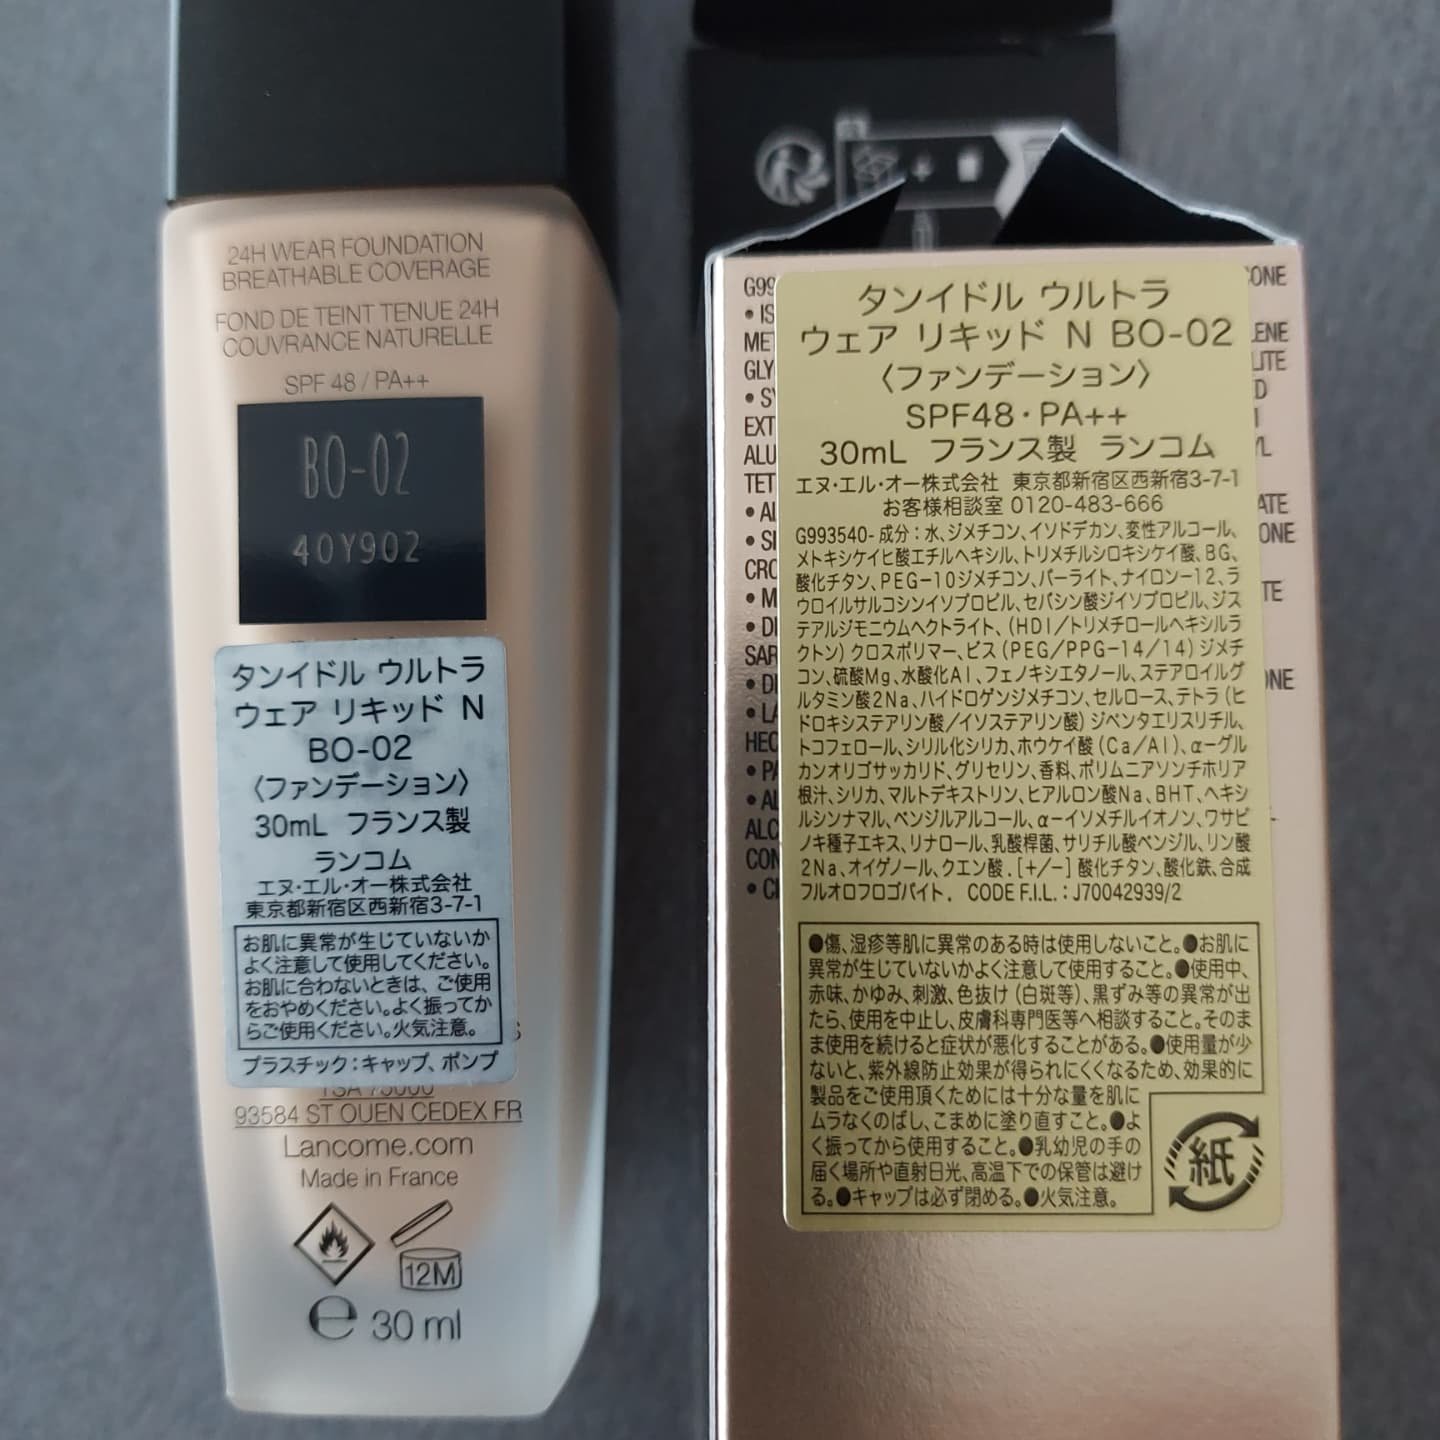 24H WEAR FOUNDATION
BREATHABLE COVERAGE
FOND DE TEINT TENUE 24H
COUVRANCE NATURELLE
SPF 48 / PA++
BO-02
40Y902
タンイドル ウルトラ
ウェア リキッド N
BO-02
〈ファンデーション〉
30mL フランス製
ランコム
エヌ・エル・オー株式会社
東京都新宿区西新宿3-7-1
お肌に異常が生じていないか
よく注意して使用してください。
お肌に合わないときは、ご使用
をおやめください。よく振ってか
らご使用ください。火気注意。
プラスチック:キャップ、ポンプ
TSA 75000
93584 ST OUEN CEDEX FR
Lancome.com
Made in France
12M
e 30 ml
タンイドル ウルトラ
ウェア リキッド N BO-02
〈ファンデーション〉
SPF48・PA++
30mL フランス製 ランコム
エヌ・エル・オー株式会社 東京都新宿区西新宿3-7-1
お客様相談室 0120-483-666
G993540- 成分:水、ジメチコン、イソドデカン、変性アルコール、
メトキシケイヒ酸エチルヘキシル、トリメチルシロキシケイ酸、BG、
酸化チタン、PEG-10ジメチコン、パーライト、ナイロン-12、ラ
ウロイルサルコシンイソプロピル、セバシン酸ジイソプロピル、ジス
テアルジモニウムヘクトライト、(HDI/トリメチロールヘキシルラ
クトン)クロスポリマー、ビス(PEG/PPG-14/14)ジメチ
コン、硫酸Mg、水酸化Al、フェノキシエタノール、ステアロイルグ
ルタミン酸2Na、ハイドロゲンジメチコン、セルロース、テトラ(ヒ
ドロキシステアリン酸/イソステアリン酸)ジペンタエリスリチル、
トコフェロール、シリル化シリカ、ホウケイ酸(Ca/Al)、α-グル
カンオリゴサッカリド、グリセリン、香料、ポリムニアソンチホリア
根汁、シリカ、マルトデキストリン、ヒアルロン酸Na、BHT、ヘキシ
ルシンナマル、ベンジルアルコール、α-イソメチルイオノン、ワサビ
ノキ種子エキス、リナロール、乳酸桿菌、サリチル酸ベンジル、リン酸
2Na、オイゲノール、クエン酸、[+/-]酸化チタン、酸化鉄、合成
フルオロフロゴパイト. CODE F.I.L.:J70042939/2
●傷、湿疹等肌に異常のある時は使用しないこと。●お肌に
異常が生じていないかよく注意して使用すること。●使用中、
赤味、かゆみ、刺激、色抜け(白斑等)、黒ずみ等の異常が出
たら、使用を中止し、皮膚科専門医等へ相談すること。そのま
ま使用を続けると症状が悪化することがある。●使用量が少
ないと、紫外線防止効果が得られにくくなるため、効果的に
製品をご使用頂くためには十分な量を肌に
ムラなくのばし、こまめに塗り直すこと。●よ
く振ってから使用すること。●乳幼児の手の
届く場所や直射日光、高温下での保管は避け
る。●キャップは必ず閉める。●火気注意。
紙